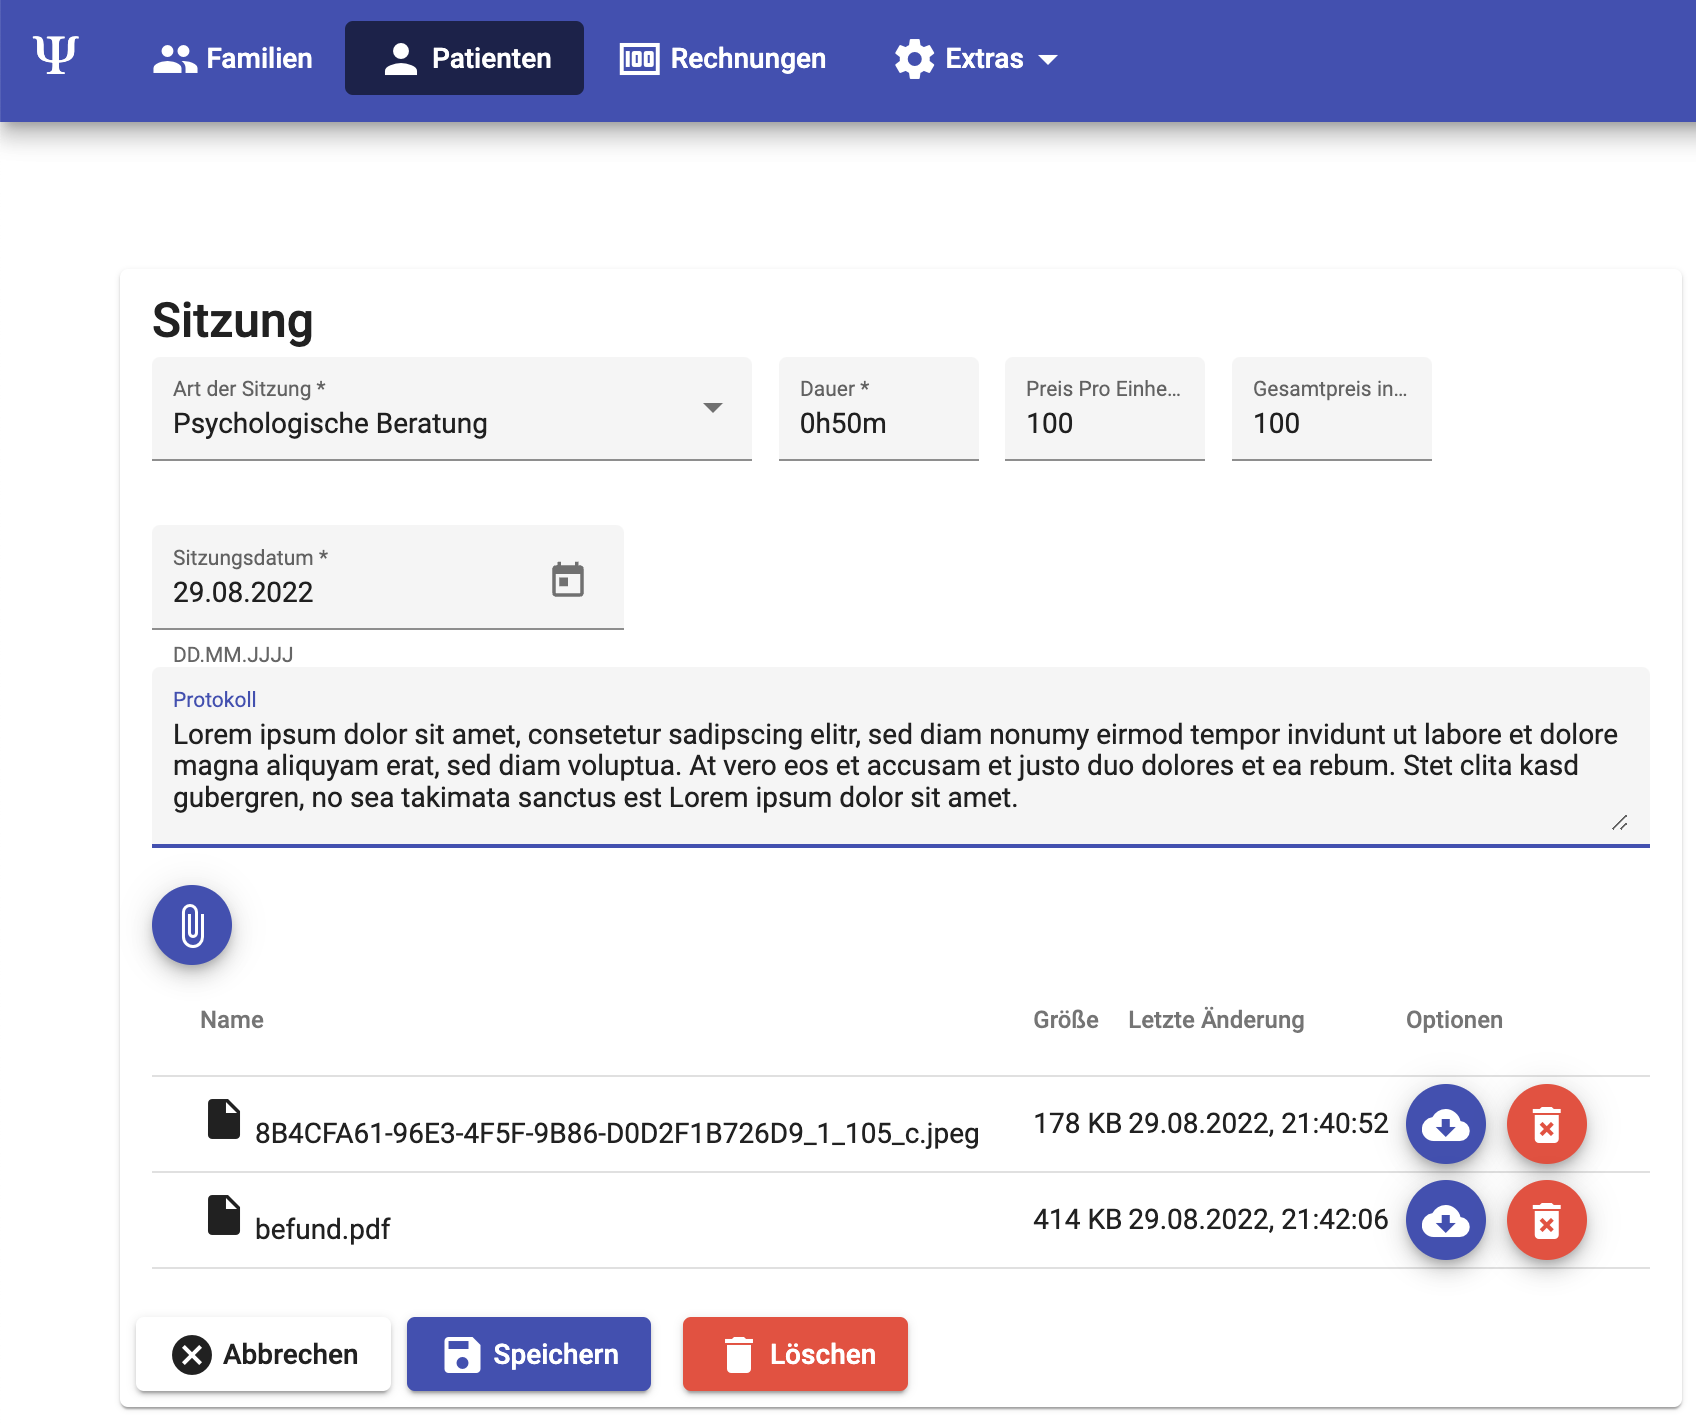 Ψ Familien Patienten Rechnungen Extras
Sitzung
Art der Sitzung * Dauer * Preis Pro Einhe... Gesamtpreis in...
Psychologische Beratung 0h50m 100 100
Sitzungsdatum *
29.08.2022
DD.MM.JJJJ
Protokoll
Lorem ipsum dolor sit amet, consetetur sadipscing elitr, sed diam nonumy eirmod tempor invidunt ut labore et dolore
magna aliquyam erat, sed diam voluptua. At vero eos et accusam et justo duo dolores et ea rebum. Stet clita kasd
gubergren, no sea takimata sanctus est Lorem ipsum dolor sit amet.
Name Größe Letzte Änderung Optionen
8B4CFA61-96E3-4F5F-9B86-D0D2F1B726D9_1_105_c.jpeg 178 KB 29.08.2022, 21:40:52
befund.pdf 414 KB 29.08.2022, 21:42:06
Abbrechen Speichern Löschen